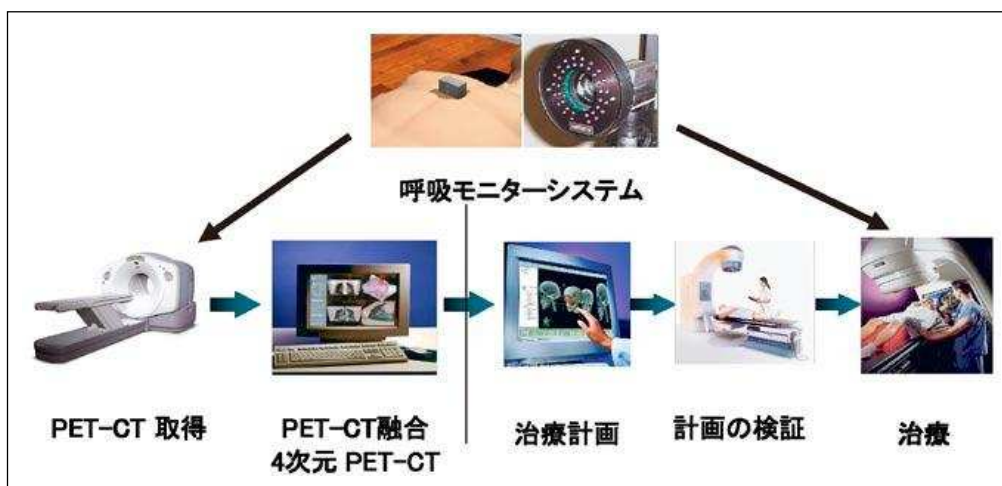 呼吸モニターシステム
PET-CT 取得
PET-CT融合
4次元 PET-CT
治療計画
計画の検証
治療